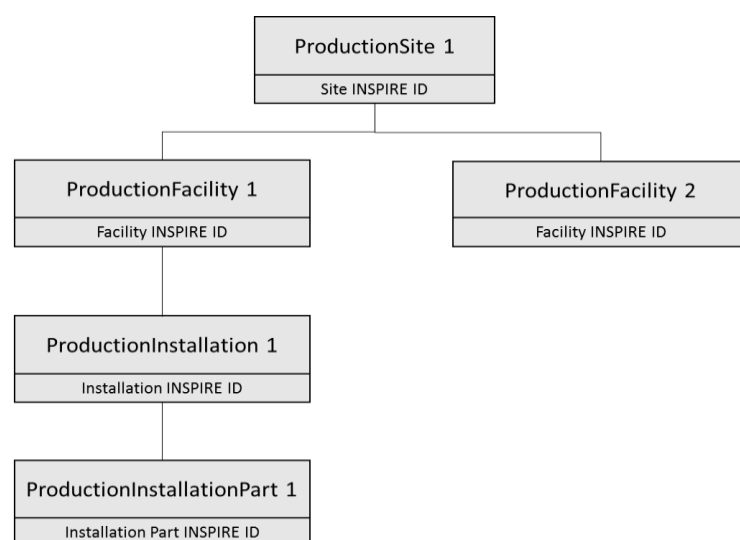 ProductionSite 1
Site INSPIRE ID
ProductionFacility 1
Facility INSPIRE ID
ProductionFacility 2
Facility INSPIRE ID
ProductionInstallation 1
Installation INSPIRE ID
ProductionInstallationPart 1
Installation Part INSPIRE ID